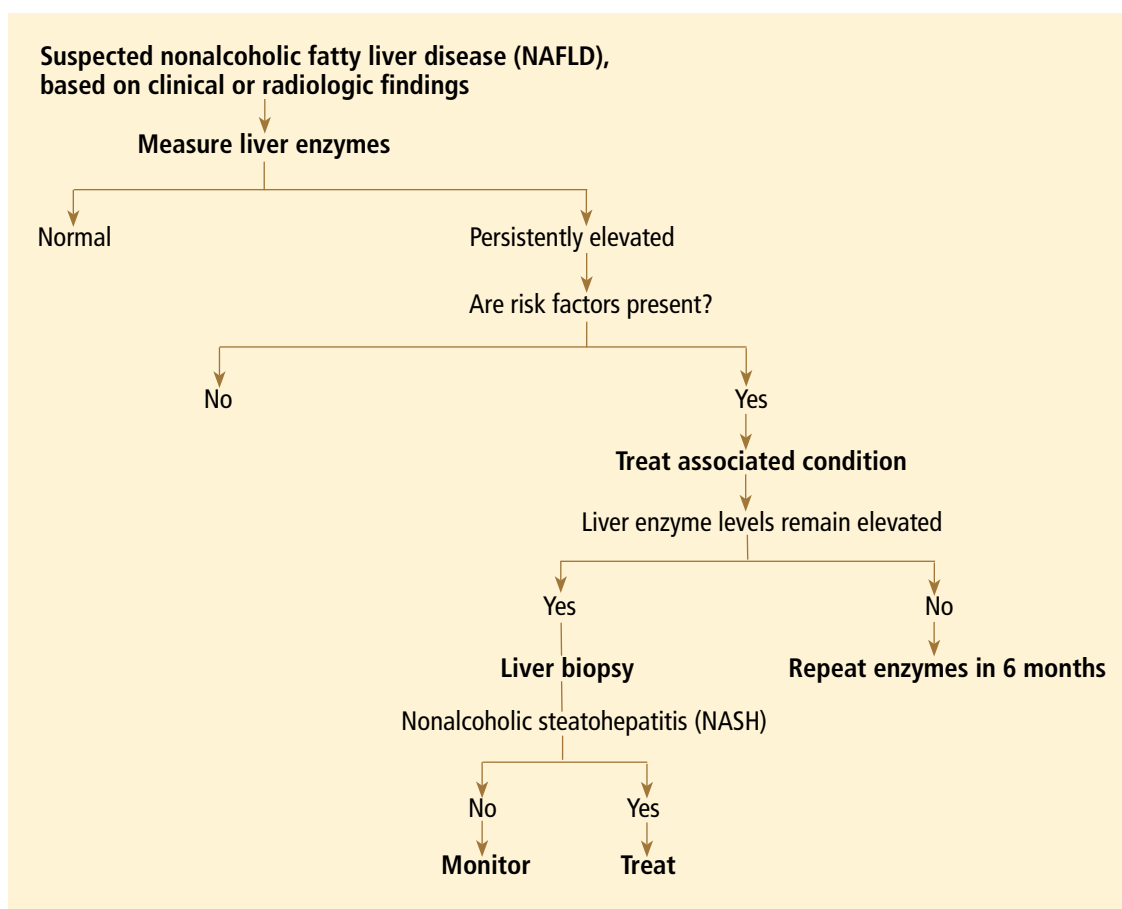 Suspected nonalcoholic fatty liver disease (NAFLD),
based on clinical or radiologic findings
Measure liver enzymes
Normal
Persistently elevated
Are risk factors present?
No
Yes
Treat associated condition
Liver enzyme levels remain elevated
Yes
No
Liver biopsy
Repeat enzymes in 6 months
Nonalcoholic steatohepatitis (NASH)
No
Yes
Monitor
Treat